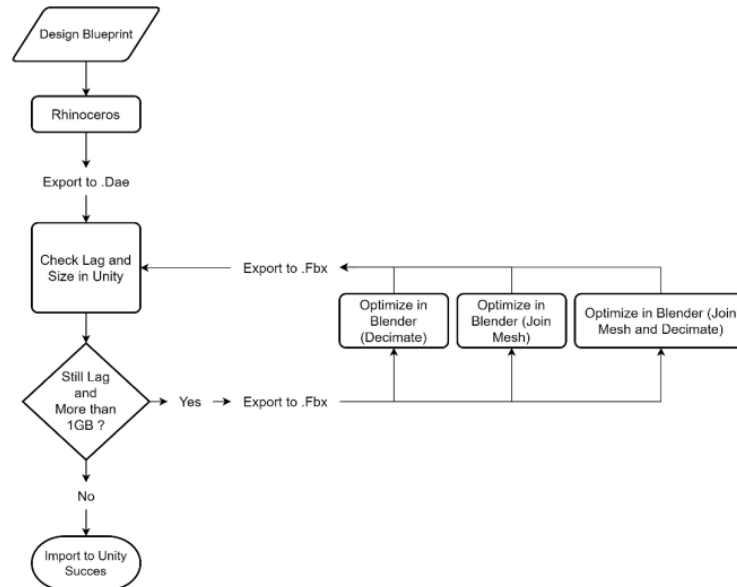 Design Blueprint
Rhinoceros
Export to .Dae
Check Lag and
Size in Unity
Export to .Fbx
Optimize in
Blender
(Decimate)
Optimize in
Blender (Join
Mesh)
Optimize in Blender (Join
Mesh and Decimate)
Still Lag
and
More than
1GB ?
Yes
Export to .Fbx
No
Import to Unity
Succes